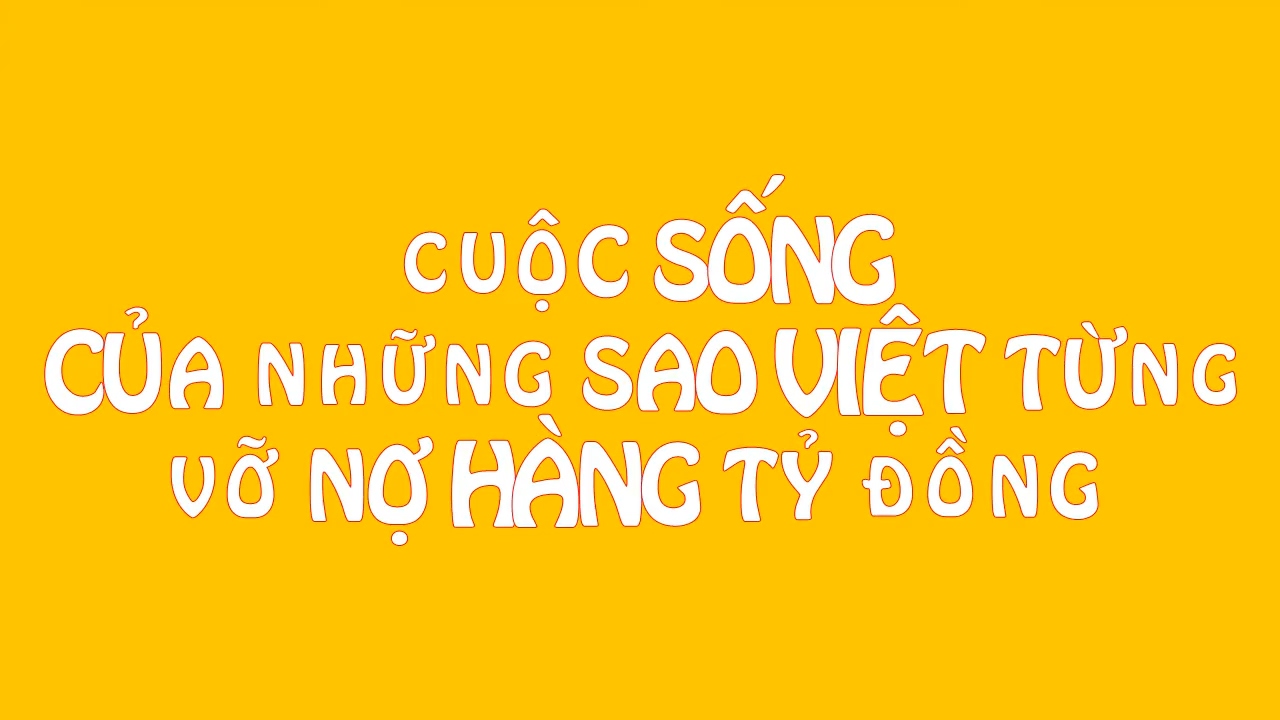 CUỘC SỐNG
CỦA NHỮNG SAO VIỆT TỪNG
VỠ NỢ HÀNG TỶ ĐỒNG